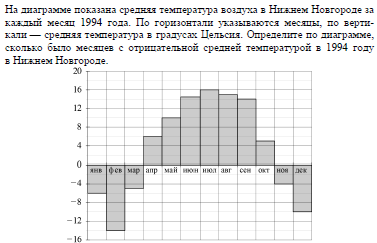 На диаграмме показана средняя температура воздуха в Нижнем Новгороде за
каждый месяц 1994 года. По горизонтали указываются месяцы, по верти-
кали — средняя температура в градусах Цельсия. Определите по диаграмме,
сколько было месяцев с отрицательной средней температурой в 1994 году
в Нижнем Новгороде.
20
16
12
8
4
0
янв фев мар апр май июн июл авг сен окт ноя дек
−4
−8
−12
−16